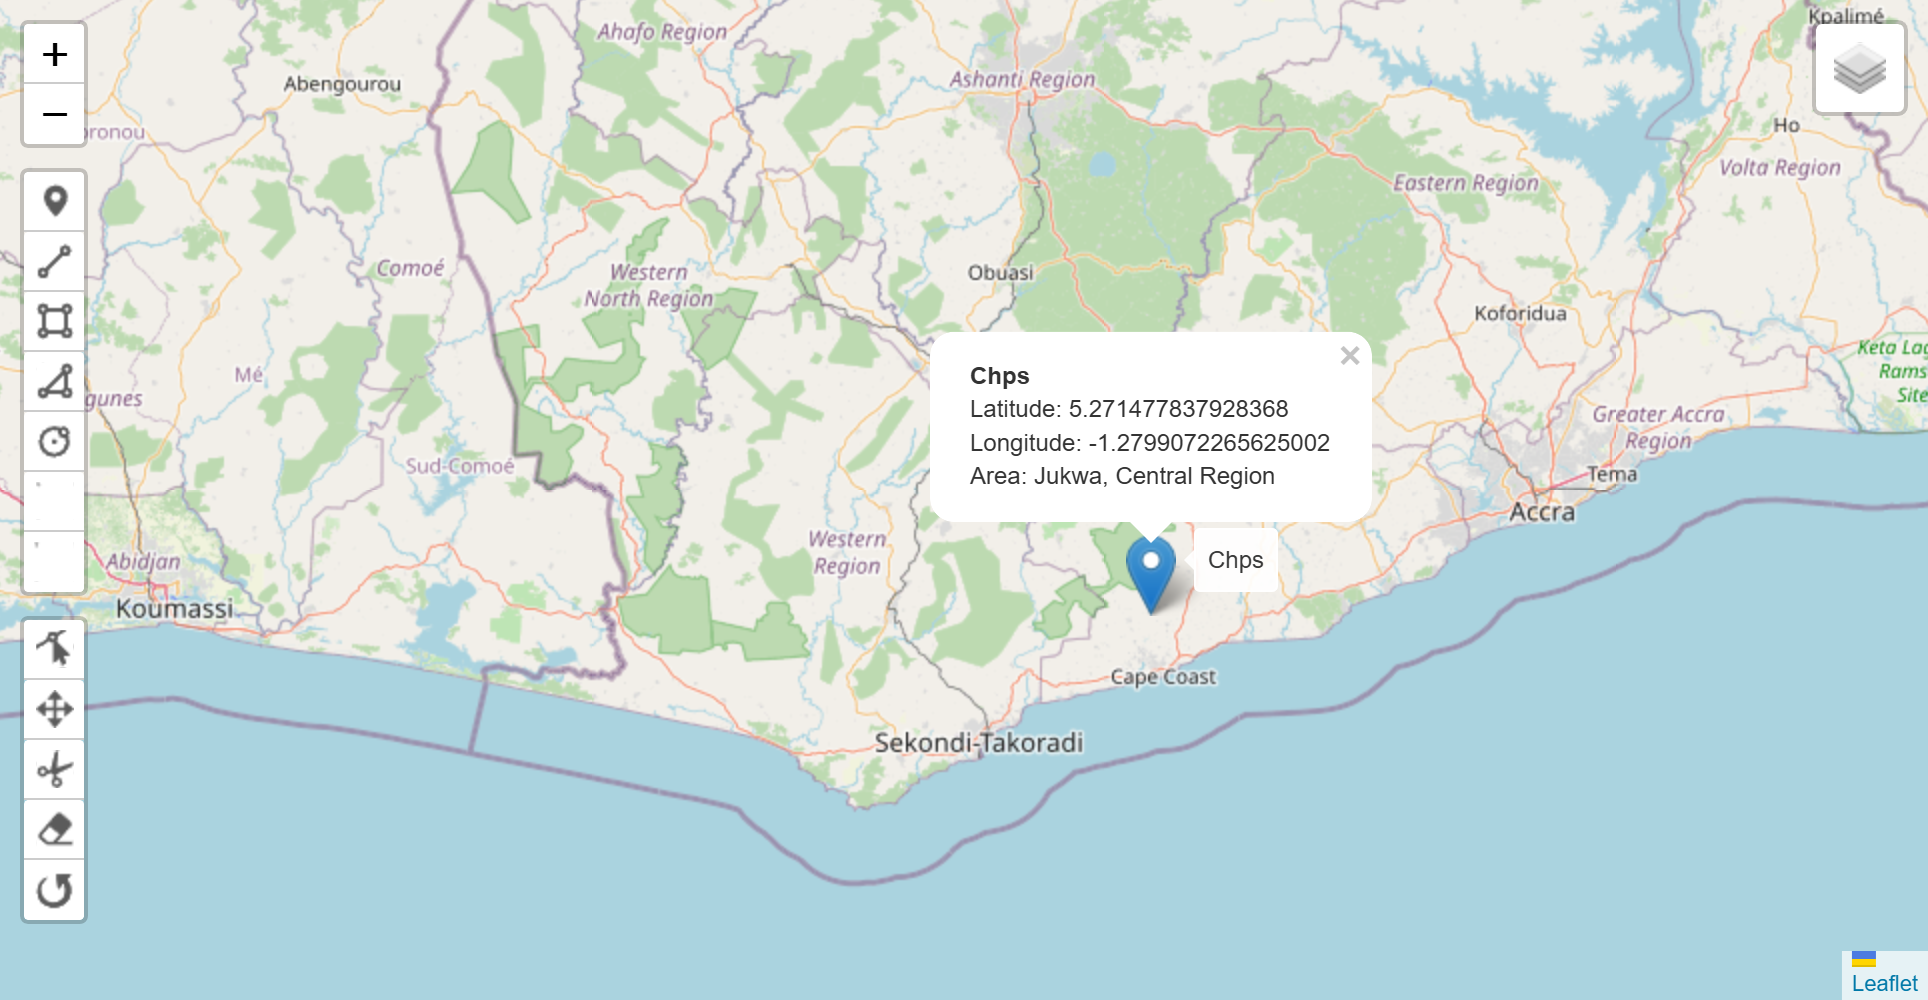 +
−
Ahafo Region
Kpalimé
Abengourou
Ashanti Region
Ho
Volta Region
Eastern Region
Comoé
Western
North Region
Obuasi
Koforidua
Keta Lag
Rams
Site
Mé
gunes
×
Chps
Latitude: 5.271477837928368
Longitude: -1.2799072265625002
Area: Jukwa, Central Region
Greater Accra
Region
Sud-Comoé
Tema
Accra
Western
Region
Chps
Abidjan
Koumassi
Cape Coast
Sekondi-Takoradi
Leaflet